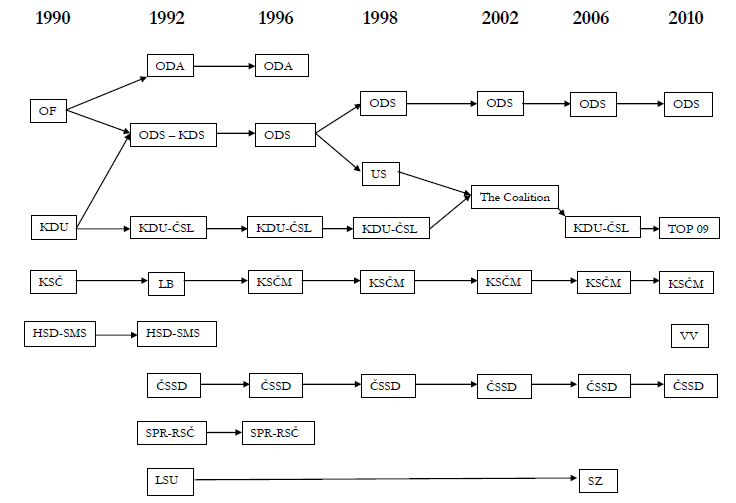 1990 1992 1996 1998 2002 2006 2010
ODA ODA
OF ODS – KDS ODS ODS ODS ODS ODS
US
The Coalition
KDU KDU-ČSL KDU-ČSL KDU-ČSL KDU-ČSL TOP 09
KSČ LB KSČM KSČM KSČM KSČM KSČM
HSD-SMS HSD-SMS VV
ČSSD ČSSD ČSSD ČSSD ČSSD ČSSD
SPR-RSČ SPR-RSČ
LSU SZ